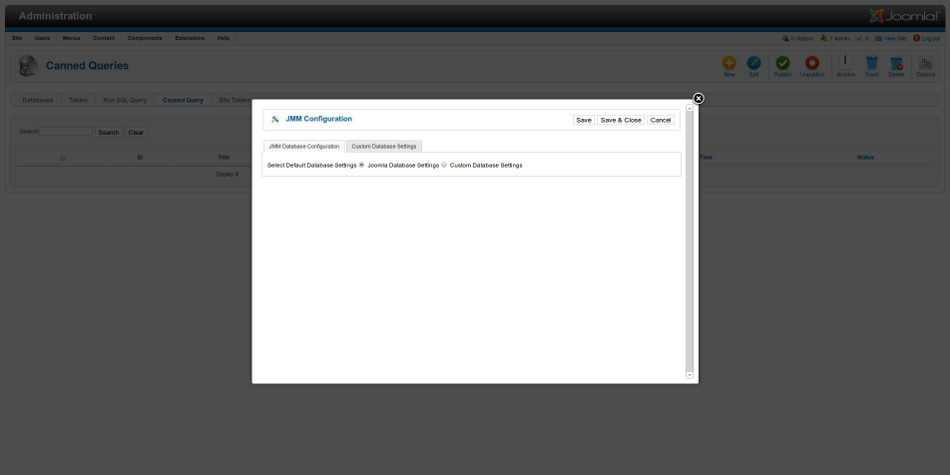 Administration
Joomla!
Site Users Menus Content Components Extensions Help
0 Visitors 1 Admin 0 View Site Log out
Canned Queries
New Edit Publish Unpublish Archive Trash Delete Options
Databases Tables Run SQL Query Canned Query Site Tables
JMM Configuration
Save Save & Close Cancel
JMM Database Configuration Custom Database Settings
Select Default Database Settings Joomla Database Settings Custom Database Settings
Search Search Clear
ID Title Time Status
Display #